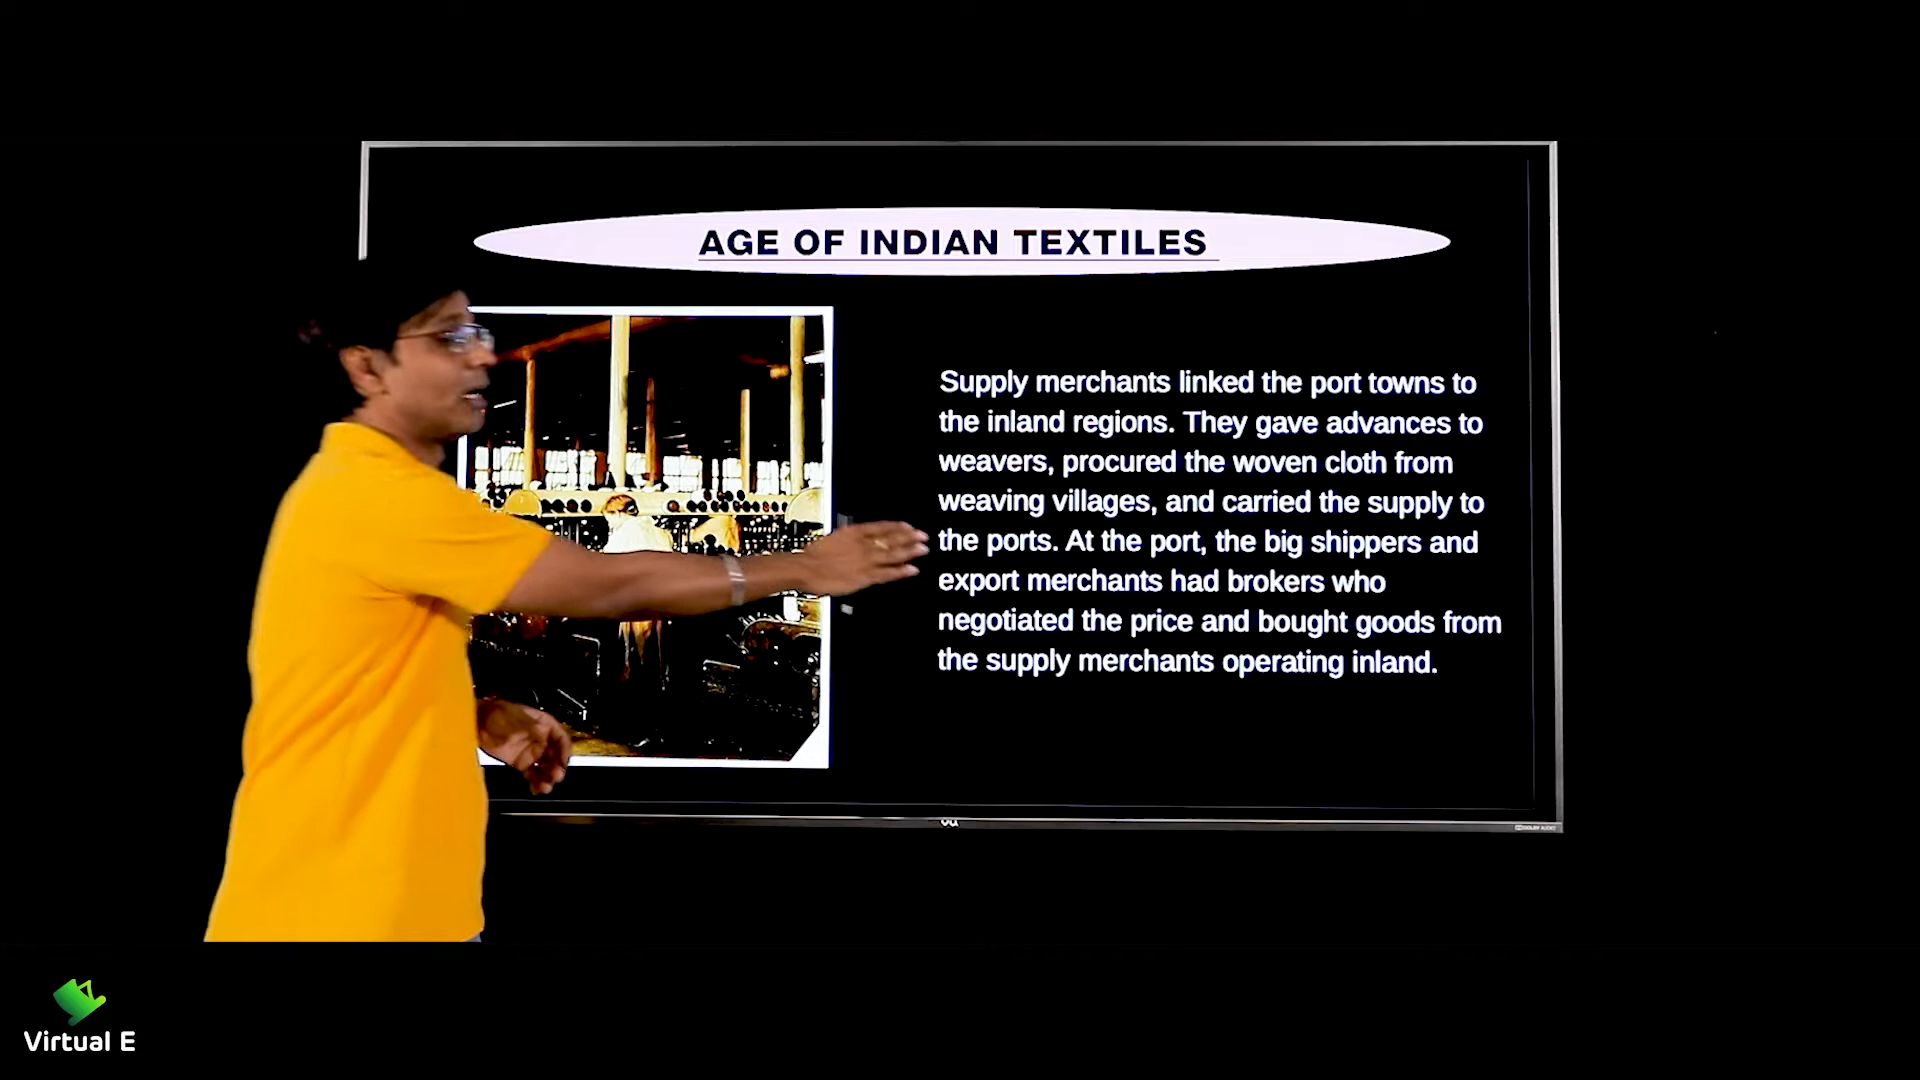 AGE OF INDIAN TEXTILES
Supply merchants linked the port towns to
the inland regions. They gave advances to
weavers, procured the woven cloth from
weaving villages, and carried the supply to
the ports. At the port, the big shippers and
export merchants had brokers who
negotiated the price and bought goods from
the supply merchants operating inland.
Virtual E